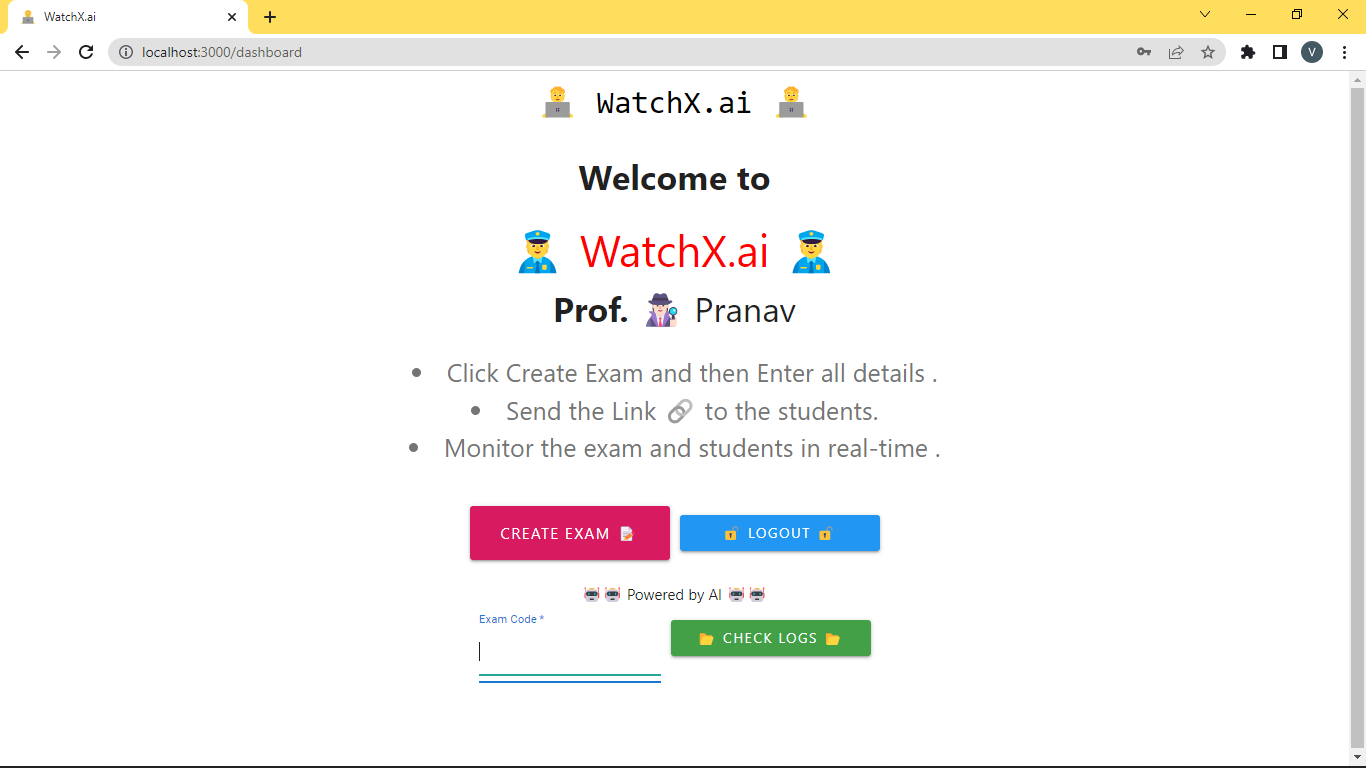 WatchX.ai
localhost:3000/dashboard
V
WatchX.ai
Welcome to
WatchX.ai
Prof. Pranav
• Click Create Exam and then Enter all details .
• Send the Link 🔗 to the students.
• Monitor the exam and students in real-time .
CREATE EXAM 📝 🔓 LOGOUT 🔓
🤖🤖 Powered by AI 🤖🤖
Exam Code *
📂 CHECK LOGS 📂